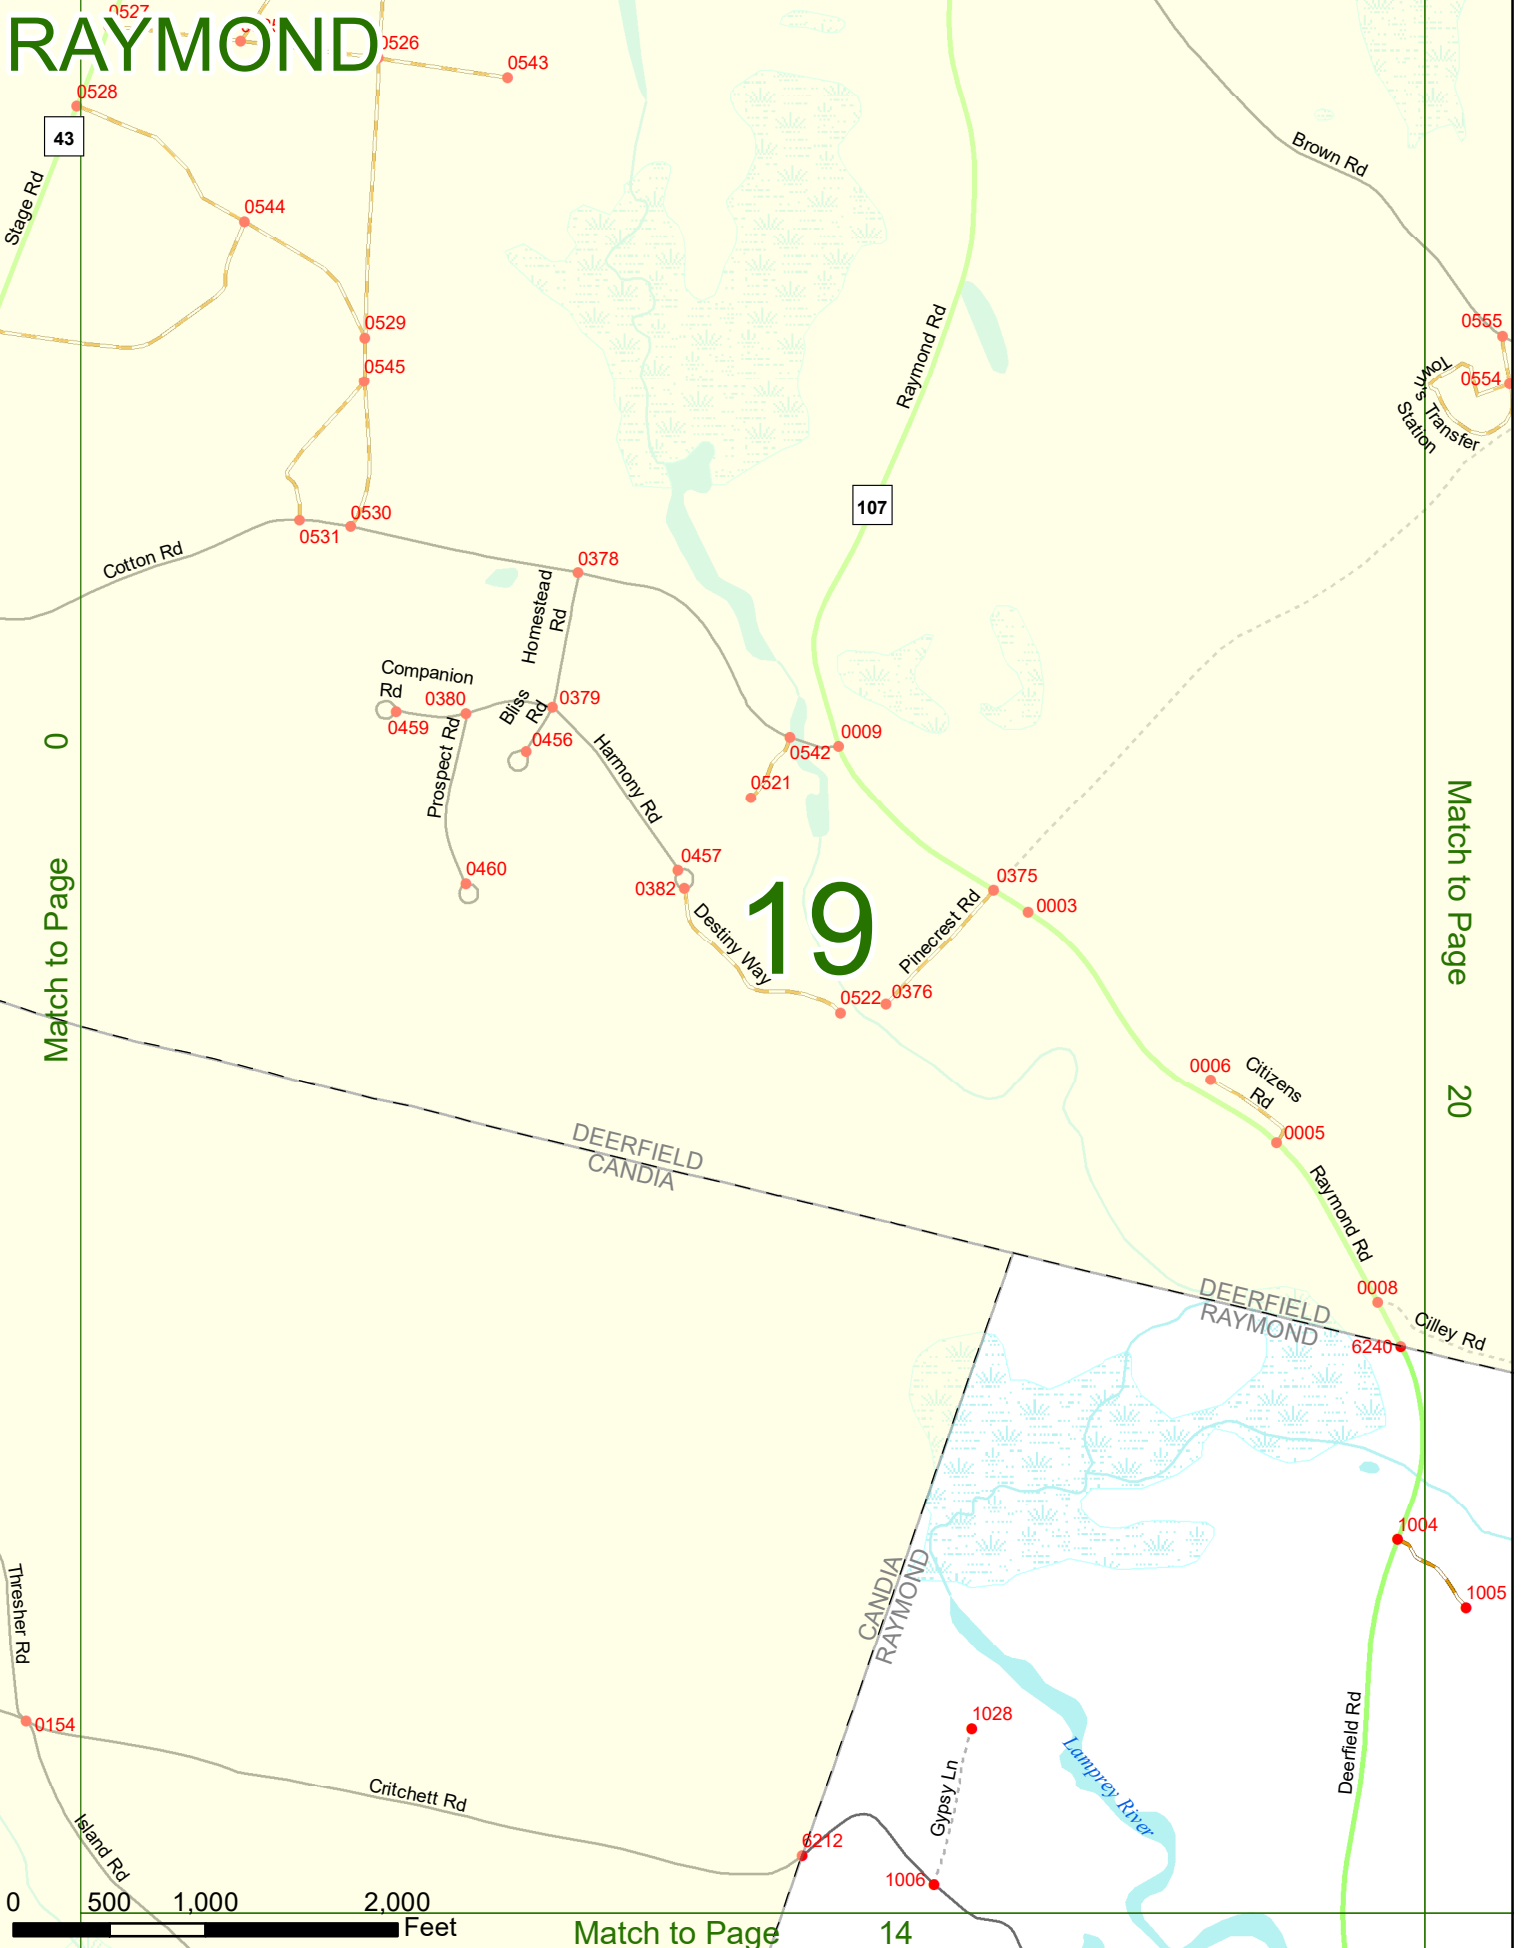 0527
RAYMOND
0526
0543
0528
43
Brown Rd
Stage Rd
0544
0529
0555
Raymond Rd
0545
0554
Town's Transfer
Station
107
0530
0531
Cotton Rd
0378
Homestead
Rd
Companion
Rd
0380
Bliss
Rd
0379
0459
Prospect Rd
0456
Harmony Rd
0009
0542
0521
0457
0460
0382
0375
0003
19
Pinecrest Rd
Destiny Way
0522
0376
Match to Page 0
Match to Page 20
0006
Citizens
Rd
0005
DEERFIELD
CANDIA
Raymond Rd
0008
DEERFIELD
RAYMOND
Cilley Rd
6240
1004
CANDIA
RAYMOND
1005
Thresher Rd
0154
1028
Deerfield Rd
Lamprey River
Gypsy Ln
Critchett Rd
6212
Island Rd
1006
0 500 1,000 2,000
Feet
Match to Page 14